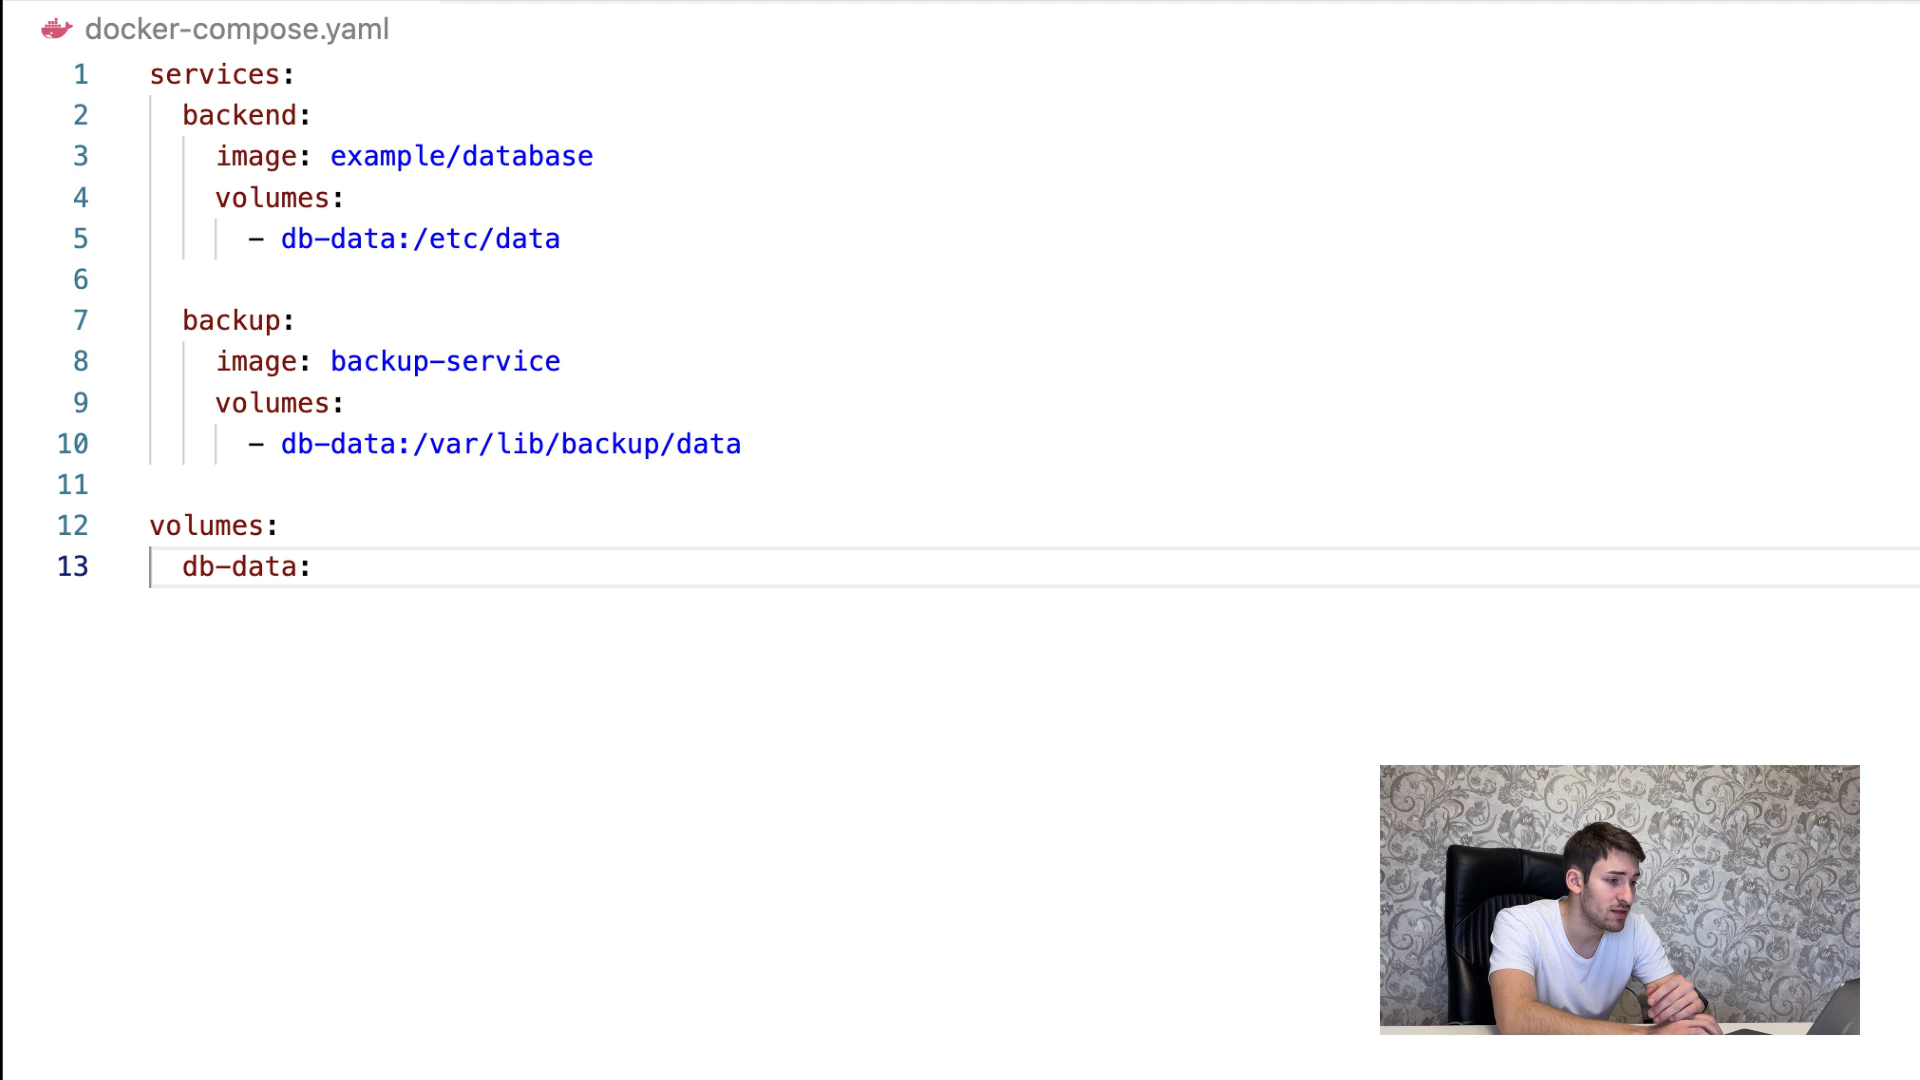 docker-compose.yaml
1 services:
2 backend:
3 image: example/database
4 volumes:
5 - db-data:/etc/data
6
7 backup:
8 image: backup-service
9 volumes:
10 - db-data:/var/lib/backup/data
11
12 volumes:
13 db-data: